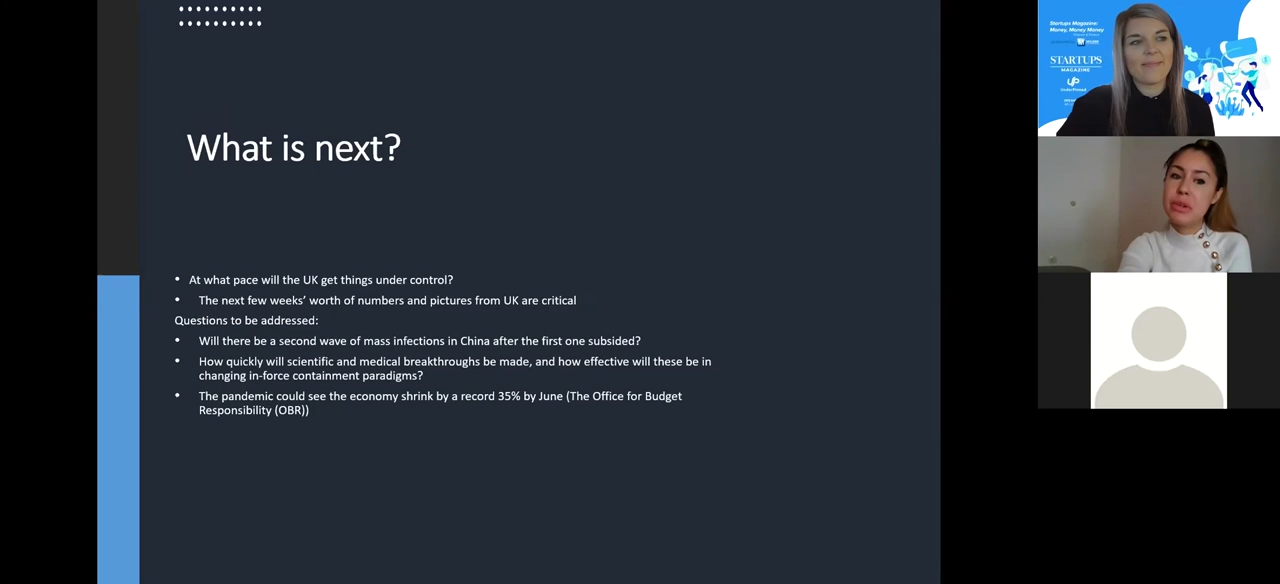 What is next?
• At what pace will the UK get things under control?
• The next few weeks’ worth of numbers and pictures from UK are critical
Questions to be addressed:
• Will there be a second wave of mass infections in China after the first one subsided?
• How quickly will scientific and medical breakthroughs be made, and how effective will these be in
changing in-force containment paradigms?
• The pandemic could see the economy shrink by a record 35% by June (The Office for Budget
Responsibility (OBR))
Startups Magazine:
Money, Money Money
STARTUPS
MAGAZINE
UnderPinned